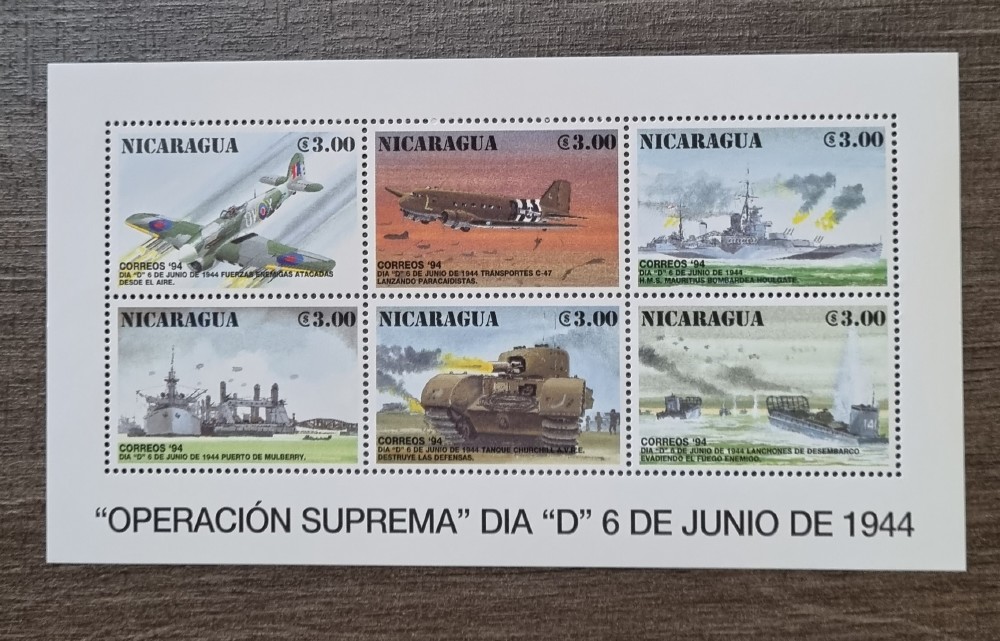 NICARAGUA C$3.00
CORREOS '94
DIA "D" 6 DE JUNIO DE 1944 FUERZAS ENEMIGAS ATACADAS
DESDE EL AIRE.
NICARAGUA C$3.00
CORREOS '94
DIA "D" 6 DE JUNIO DE 1944 TRANSPORTES C-47
LANZANDO PARACAIDISTAS.
NICARAGUA C$3.00
CORREOS '94
DIA "D" 6 DE JUNIO DE 1944
H.M.S. MAURITIUS BOMBARDEA HOULGATE.
NICARAGUA C$3.00
CORREOS '94
DIA "D" 6 DE JUNIO DE 1944 PUERTO DE MULBERRY.
NICARAGUA C$3.00
CORREOS '94
DIA "D" 6 DE JUNIO DE 1944 TANQUE CHURCHILL A.V.R.E.
DESTRUYE LAS DEFENSAS.
NICARAGUA C$3.00
CORREOS '94
DIA "D" 6 DE JUNIO DE 1944 LANCHONES DE DESEMBARCO
EVADIENDO EL FUEGO ENEMIGO.
"OPERACIÓN SUPREMA" DIA "D" 6 DE JUNIO DE 1944